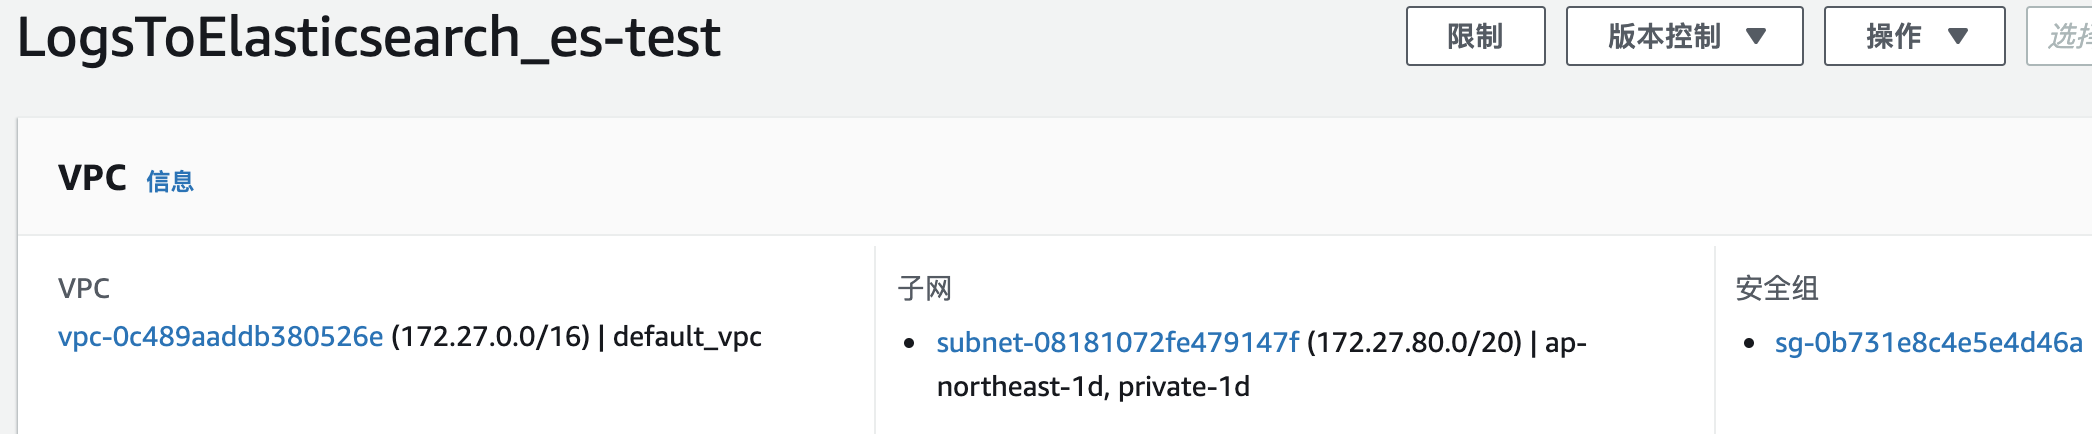 LogsToElasticsearch_es-test
限制
版本控制
操作
VPC 信息
VPC
vpc-0c489aaddb380526e (172.27.0.0/16) | default_vpc
子网
subnet-08181072fe479147f (172.27.80.0/20) | ap-
northeast-1d, private-1d
安全组
sg-0b731e8c4e5e4d46a